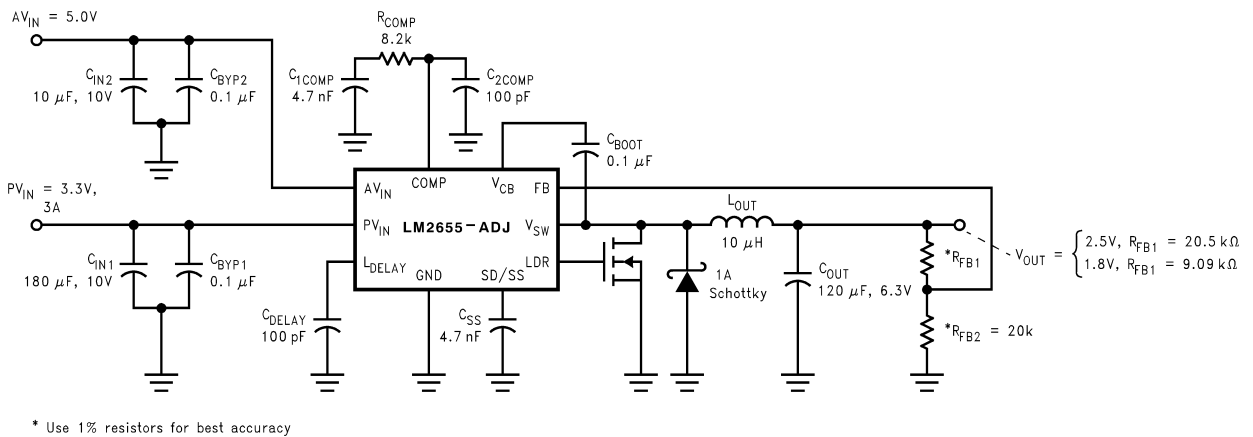 AVIN = 5.0V
RCOMP
8.2k
CIN2
10 μF, 10V
CBYP2
0.1 μF
C1COMP
4.7 nF
C2COMP
100 pF
CBOOT
0.1 μF
PVIN = 3.3V,
3A
AVIN
COMP
VCB
FB
PVIN
LM2655-ADJ
VSW
LDELAY
GND
SD/SS
LDR
LOUT
10 μH
CIN1
180 μF, 10V
CBYP1
0.1 μF
CDELAY
100 pF
CSS
4.7 nF
1A
Schottky
COUT
120 μF, 6.3V
*RFB1
VOUT =
2.5V, RFB1 = 20.5 kΩ
1.8V, RFB1 = 9.09 kΩ
*RFB2 = 20k
* Use 1% resistors for best accuracy